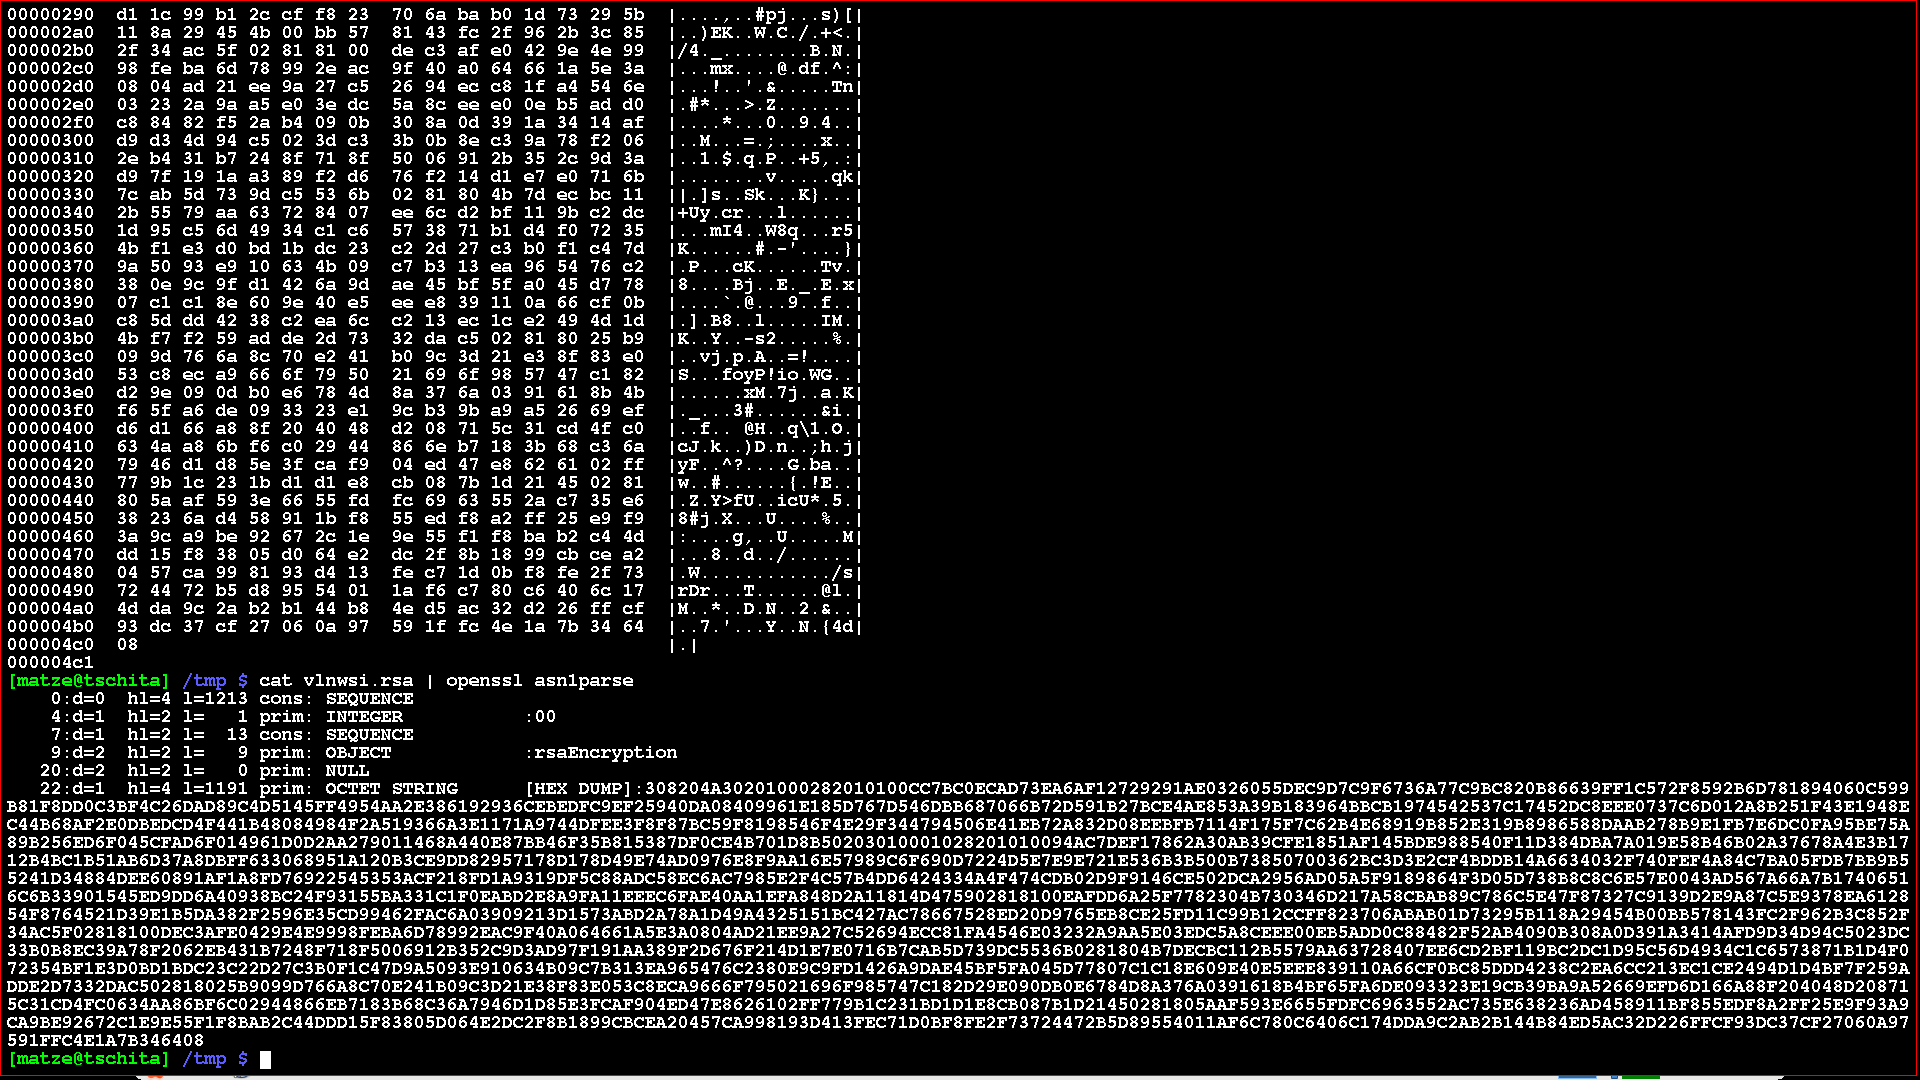 00000290  d1 1c 99 b1 2c cf f8 23  70 6a ba b0 1d 73 29 5b  |....,..#pj...s)[|
000002a0  11 8a 29 45 4b 00 bb 57  81 43 fc 2f 96 2b 3c 85  |..)EK..W.C./.+<.|
000002b0  2f 34 ac 5f 02 81 81 00  de c3 af e0 42 9e 4e 99  |/4._........B.N.|
000002c0  98 fe ba 6d 78 99 2e ac  9f 40 a0 64 66 1a 5e 3a  |...mx....@.df.^:|
000002d0  08 04 ad 21 ee 9a 27 c5  26 94 ec c8 1f a4 54 6e  |...!..'.&.....Tn|
000002e0  03 23 2a 9a a5 e0 3e dc  5a 8c ee e0 0e b5 ad d0  |.#*...>.Z.......|
000002f0  c8 84 82 f5 2a b4 09 0b  30 8a 0d 39 1a 34 14 af  |....*...0..9.4..|
00000300  d9 d3 4d 94 c5 02 3d c3  3b 0b 8e c3 9a 78 f2 06  |..M...=.;....x..|
00000310  2e b4 31 b7 24 8f 71 8f  50 06 91 2b 35 2c 9d 3a  |..1.$.q.P..+5,.:|
00000320  d9 7f 19 1a a3 89 f2 d6  76 f2 14 d1 e7 e0 71 6b  |........v.....qk|
00000330  7c ab 5d 73 9d c5 53 6b  02 81 80 4b 7d ec bc 11  ||.]s..Sk...K}...|
00000340  2b 55 79 aa 63 72 84 07  ee 6c d2 bf 11 9b c2 dc  |+Uy.cr...l......|
00000350  1d 95 c5 6d 49 34 c1 c6  57 38 71 b1 d4 f0 72 35  |...mI4..W8q...r5|
00000360  4b f1 e3 d0 bd 1b dc 23  c2 2d 27 c3 b0 f1 c4 7d  |K......#.-'....}|
00000370  9a 50 93 e9 10 63 4b 09  c7 b3 13 ea 96 54 76 c2  |.P...cK......Tv.|
00000380  38 0e 9c 9f d1 42 6a 9d  ae 45 bf 5f a0 45 d7 78  |8....Bj..E._.E.x|
00000390  07 c1 c1 8e 60 9e 40 e5  ee e8 39 11 0a 66 cf 0b  |....`.@...9..f..|
000003a0  c8 5d dd 42 38 c2 ea 6c  c2 13 ec 1c e2 49 4d 1d  |.].B8..l.....IM.|
000003b0  4b f7 f2 59 ad de 2d 73  32 da c5 02 81 80 25 b9  |K..Y..-s2.....%.|
000003c0  09 9d 76 6a 8c 70 e2 41  b0 9c 3d 21 e3 8f 83 e0  |..vj.p.A..=!....|
000003d0  53 c8 ec a9 66 6f 79 50  21 69 6f 98 57 47 c1 82  |S...foyP!io.WG..|
000003e0  d2 9e 09 0d b0 e6 78 4d  8a 37 6a 03 91 61 8b 4b  |......xM.7j..a.K|
000003f0  f6 5f a6 de 09 33 23 e1  9c b3 9b a9 a5 26 69 ef  |._...3#......&i.|
00000400  d6 d1 66 a8 8f 20 40 48  d2 08 71 5c 31 cd 4f c0  |..f.. @H..q\1.O.|
00000410  63 4a a8 6b f6 c0 29 44  86 6e b7 18 3b 68 c3 6a  |cJ.k..)D.n..;h.j|
00000420  79 46 d1 d8 5e 3f ca f9  04 ed 47 e8 62 61 02 ff  |yF..^?....G.ba..|
00000430  77 9b 1c 23 1b d1 d1 e8  cb 08 7b 1d 21 45 02 81  |w..#......{.!E..|
00000440  80 5a af 59 3e 66 55 fd  fc 69 63 55 2a c7 35 e6  |.Z.Y>fU..icU*.5.|
00000450  38 23 6a d4 58 91 1b f8  55 ed f8 a2 ff 25 e9 f9  |8#j.X...U....%..|
00000460  3a 9c a9 be 92 67 2c 1e  9e 55 f1 f8 ba b2 c4 4d  |:....g,..U.....M|
00000470  dd 15 f8 38 05 d0 64 e2  dc 2f 8b 18 99 cb ce a2  |...8..d../......|
00000480  04 57 ca 99 81 93 d4 13  fe c7 1d 0b f8 fe 2f 73  |.W............/s|
00000490  72 44 72 b5 d8 95 54 01  1a f6 c7 80 c6 40 6c 17  |rDr...T......@l.|
000004a0  4d da 9c 2a b2 b1 44 b8  4e d5 ac 32 d2 26 ff cf  |M..*..D.N..2.&..|
000004b0  93 dc 37 cf 27 06 0a 97  59 1f fc 4e 1a 7b 34 64  |..7.'...Y..N.{4d|
000004c0  08                                                |.|
000004c1
[matze@tschita] /tmp $ cat vlnwsi.rsa | openssl asn1parse
    0:d=0  hl=4 l=1213 cons: SEQUENCE
    4:d=1  hl=2 l=   1 prim: INTEGER           :00
    7:d=1  hl=2 l=  13 cons: SEQUENCE
    9:d=2  hl=2 l=   9 prim: OBJECT            :rsaEncryption
   20:d=2  hl=2 l=   0 prim: NULL
   22:d=1  hl=4 l=1191 prim: OCTET STRING      [HEX DUMP]:308204A30201000282010100CC7BC0ECAD73EA6AF12729291AE0326055DEC9D7C9F6736A77C9BC820B86639FF1C572F8592B6D781894060C599
B81F8DD0C3BF4C26DAD89C4D5145FF4954AA2E386192936CEBEDFC9EF25940DA08409961E185D767D546DBB687066B72D591B27BCE4AE853A39B183964BBCB1974542537C17452DC8EEE0737C6D012A8B251F43E1948E
EC44B68AF2E0DBEDCD4F441B48084984F2A519366A3E1171A9744DFEE3F8F87BC59F8198546F4E29F344794506E41EB72A832D08EEBFB7114F175F7C62B4E68919B852E319B8986588DAAB278B9E1FB7E6DC0FA95BE75A
89B256ED6F045CFAD6F014961D0D2AA279011468A440E87BB46F35B815387DF0CE4B701D8B50203010001028201010094AC7DEF17862A30AB39CFE1851AF145BDE988540F11D384DBA7A019E58B46B02A37678A4E3B17
12B4BC1B51AB6D37A8DBFF633068951A120B3CE9DD82957178D178D49E74AD0976E8F9AA16E57989C6F690D7224D5E7E9E721E536B3B500B73850700362BC3D3E2CF4BDDB14A6634032F740FEF4A84C7BA05FDB7BB9B5
5241D34884DEE60891AF1A8FD76922545353ACF218FD1A9319DF5C88ADC58EC6AC7985E2F4C57B4DD6424334A4F474CDB02D9F9146CE502DCA2956AD05A5F9189864F3D05D738B8C8C6E57E0043AD567A66A7B1740651
6C6B33901545ED9DD6A40938BC24F93155BA331C1F0EABD2E8A9FA11EEEC6FAE40AA1EFA848D2A11814D475902818100EAFDD6A25F7782304B730346D217A58CBAB89C786C5E47F87327C9139D2E9A87C5E9378EA6128
54F8764521D39E1B5DA382F2596E35CD99462FAC6A03909213D1573ABD2A78A1D49A4325151BC427AC78667528ED20D9765EB8CE25FD11C99B12CCFF823706ABAB01D73295B118A29454B00BB578143FC2F962B3C852F
34AC5F02818100DEC3AFE0429E4E9998FEBA6D78992EAC9F40A064661A5E3A0804AD21EE9A27C52694ECC81FA4546E03232A9AA5E03EDC5A8CEEE00EB5ADD0C88482F52AB4090B308A0D391A3414AFD9D34D94C5023DC
33B0B8EC39A78F2062EB431B7248F718F5006912B352C9D3AD97F191AA389F2D676F214D1E7E0716B7CAB5D739DC5536B0281804B7DECBC112B5579AA63728407EE6CD2BF119BC2DC1D95C56D4934C1C6573871B1D4F0
72354BF1E3D0BD1BDC23C22D27C3B0F1C47D9A5093E910634B09C7B313EA965476C2380E9C9FD1426A9DAE45BF5FA045D77807C1C18E609E40E5EEE839110A66CF0BC85DDD4238C2EA6CC213EC1CE2494D1D4BF7F259A
DDE2D7332DAC502818025B9099D766A8C70E241B09C3D21E38F83E053C8ECA9666F795021696F985747C182D29E090DB0E6784D8A376A0391618B4BF65FA6DE093323E19CB39BA9A52669EFD6D166A88F204048D20871
5C31CD4FC0634AA86BF6C02944866EB7183B68C36A7946D1D85E3FCAF904ED47E8626102FF779B1C231BD1D1E8CB087B1D21450281805AAF593E6655FDFC6963552AC735E638236AD458911BF855EDF8A2FF25E9F93A9
CA9BE92672C1E9E55F1F8BAB2C44DDD15F83805D064E2DC2F8B1899CBCEA20457CA998193D413FEC71D0BF8FE2F73724472B5D89554011AF6C780C6406C174DDA9C2AB2B144B84ED5AC32D226FFCF93DC37CF27060A97
591FFC4E1A7B346408
[matze@tschita] /tmp $